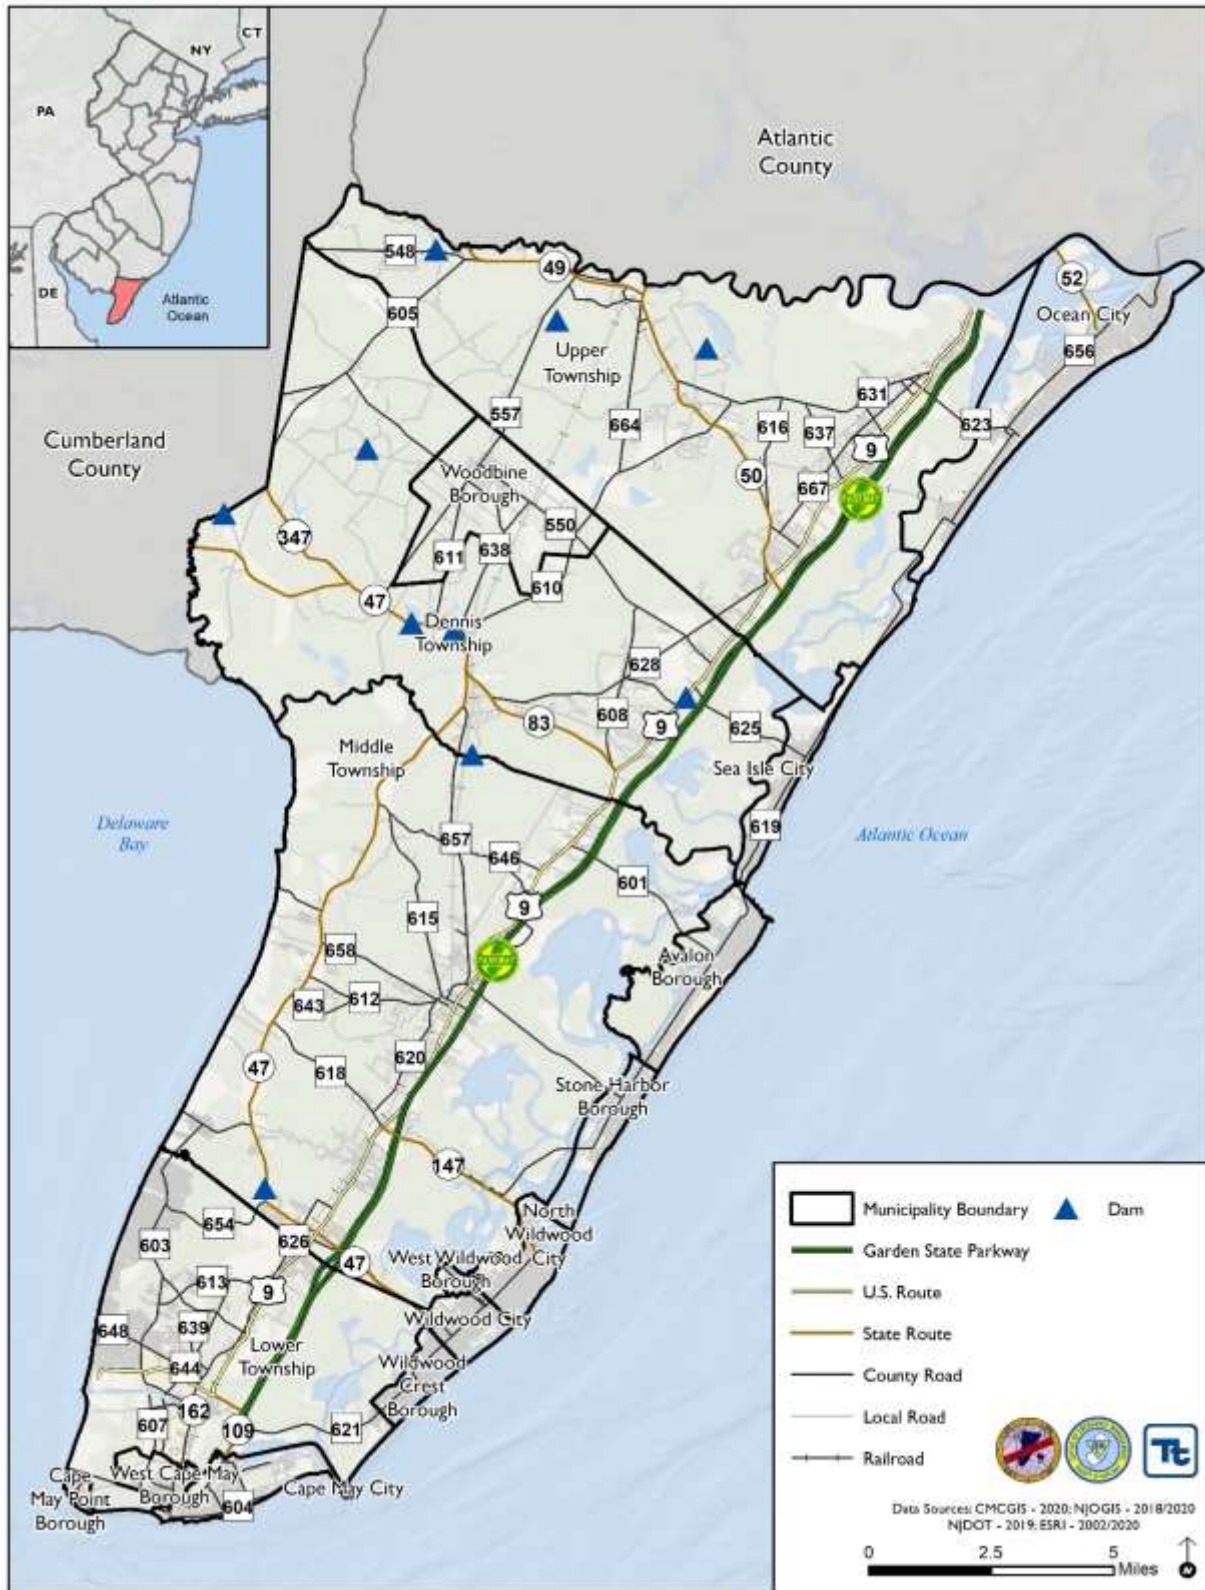 NY
CT
PA
DE
Atlantic
Ocean
Atlantic
County
548
49
52
605
Ocean City
Upper
Township
656
631
557
664
616
637
623
9
Cumberland
County
Woodbine
Borough
50
667
550
347
611
638
610
47
Dennis
Township
628
83
608
9
625
Middle
Township
Sea Isle City
Delaware
Bay
619
Atlantic Ocean
657
646
601
9
615
658
Avalon
Borough
643
612
620
47
618
Stone Harbor
Borough
147
654
North
Wildwood
City
603
626
47
West Wildwood
Borough
613
9
648
639
Wildwood City
Lower
Township
644
Wildwood
Crest
Borough
162
607
109
621
Cape
May Point
Borough
West Cape May
Borough
604
Cape May City
Municipality Boundary
Dam
Garden State Parkway
U.S. Route
State Route
County Road
Local Road
Railroad
Tt
Data Sources: CMCGIS - 2020; NJOGIS - 2018/2020
NJDOT - 2019; ESRI - 2002/2020
0 2.5 5
Miles
N